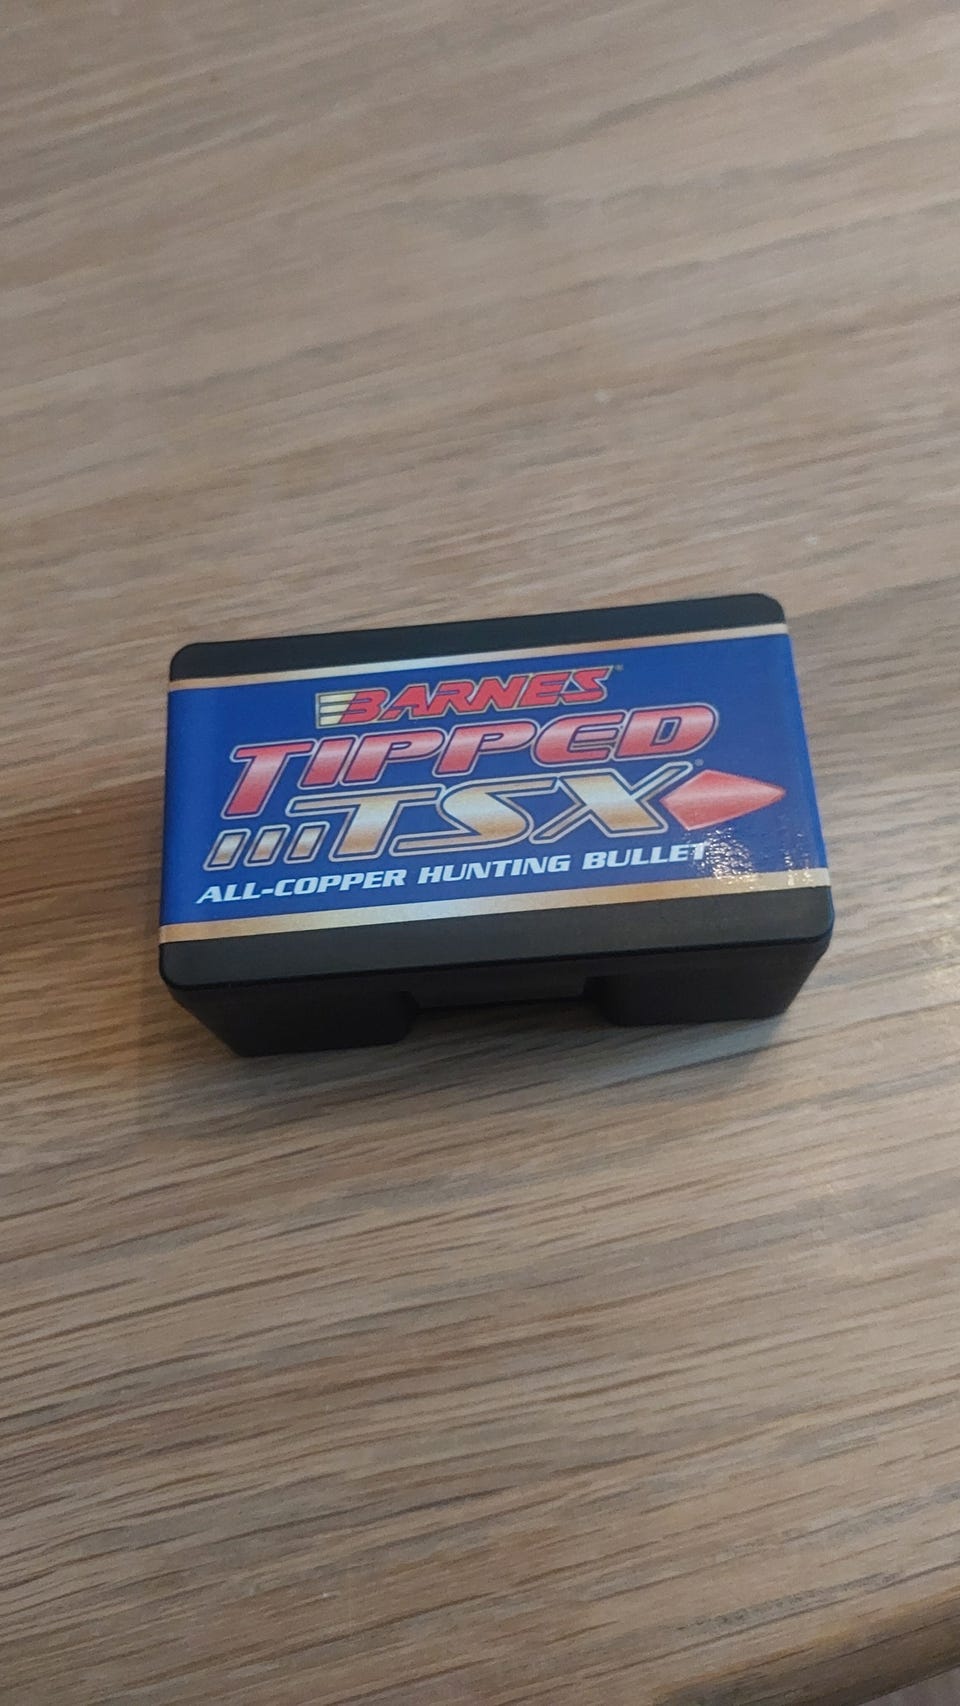 BARNES®
TIPPED
TSX®
ALL-COPPER HUNTING BULLET